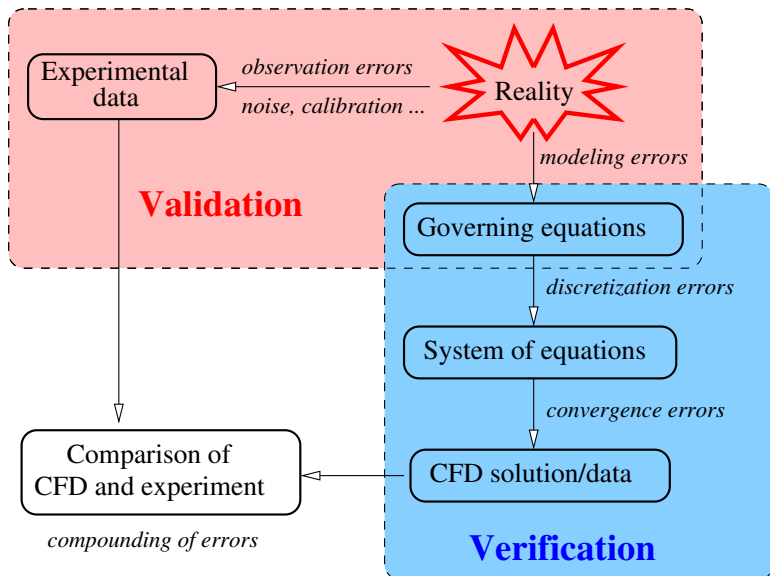 Experimental
data
observation errors
noise, calibration ...
Reality
modeling errors
Validation
Governing equations
discretization errors
System of equations
convergence errors
Comparison of
CFD and experiment
CFD solution/data
compounding of errors
Verification